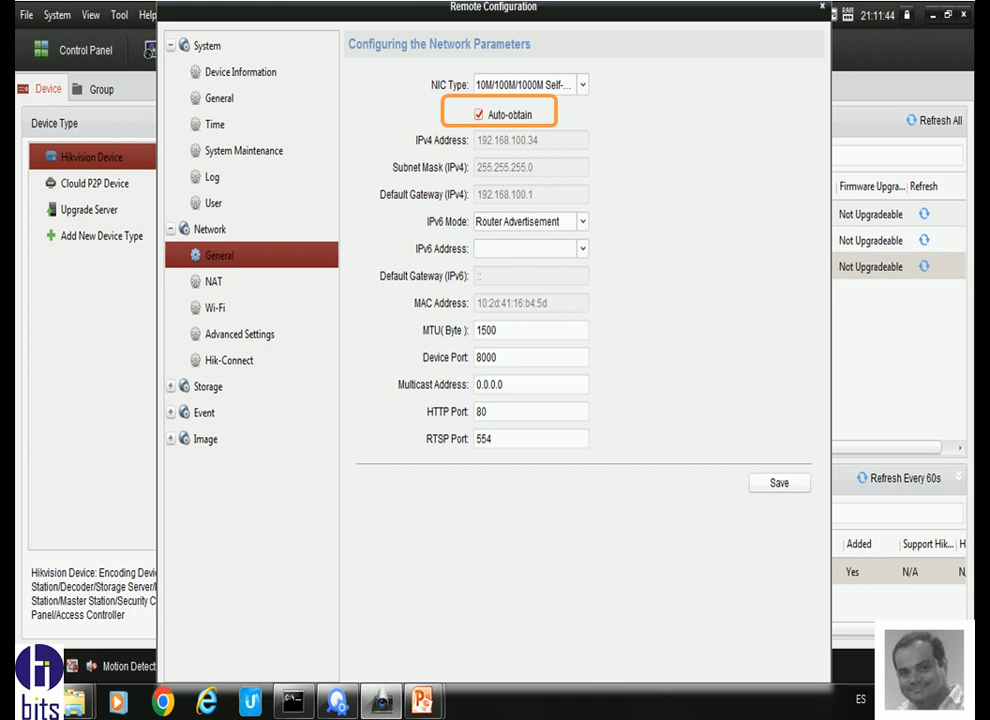 Remote Configuration
x
File System View Tool Help
RAM
21:11:44
Control Panel
Device
Group
Device Type
Hikvision Device
Clould P2P Device
Upgrade Server
Add New Device Type
Hikvision Device: Encoding Devi
Station/Decoder/Storage Server/
Station/Master Station/Security C
Panel/Access Controller
Motion Detect
System
Device Information
General
Time
System Maintenance
Log
User
Network
General
NAT
Wi-Fi
Advanced Settings
Hik-Connect
Storage
Event
Image
Configuring the Network Parameters
NIC Type: 10M/100M/1000M Self-...
Auto-obtain
IPv4 Address: 192.168.100.34
Subnet Mask (IPv4): 255.255.255.0
Default Gateway (IPv4): 192.168.100.1
IPv6 Mode: Router Advertisement
IPv6 Address:
Default Gateway (IPv6): ::
MAC Address: 10:2d:41:16:b4:5d
MTU( Byte ): 1500
Device Port: 8000
Multicast Address: 0.0.0.0
HTTP Port: 80
RTSP Port: 554
Save
Refresh All
Firmware Upgra... Refresh
Not Upgradeable
Not Upgradeable
Not Upgradeable
Refresh Every 60s
Added Support Hik... H
Yes N/A N
ES
hi
bits